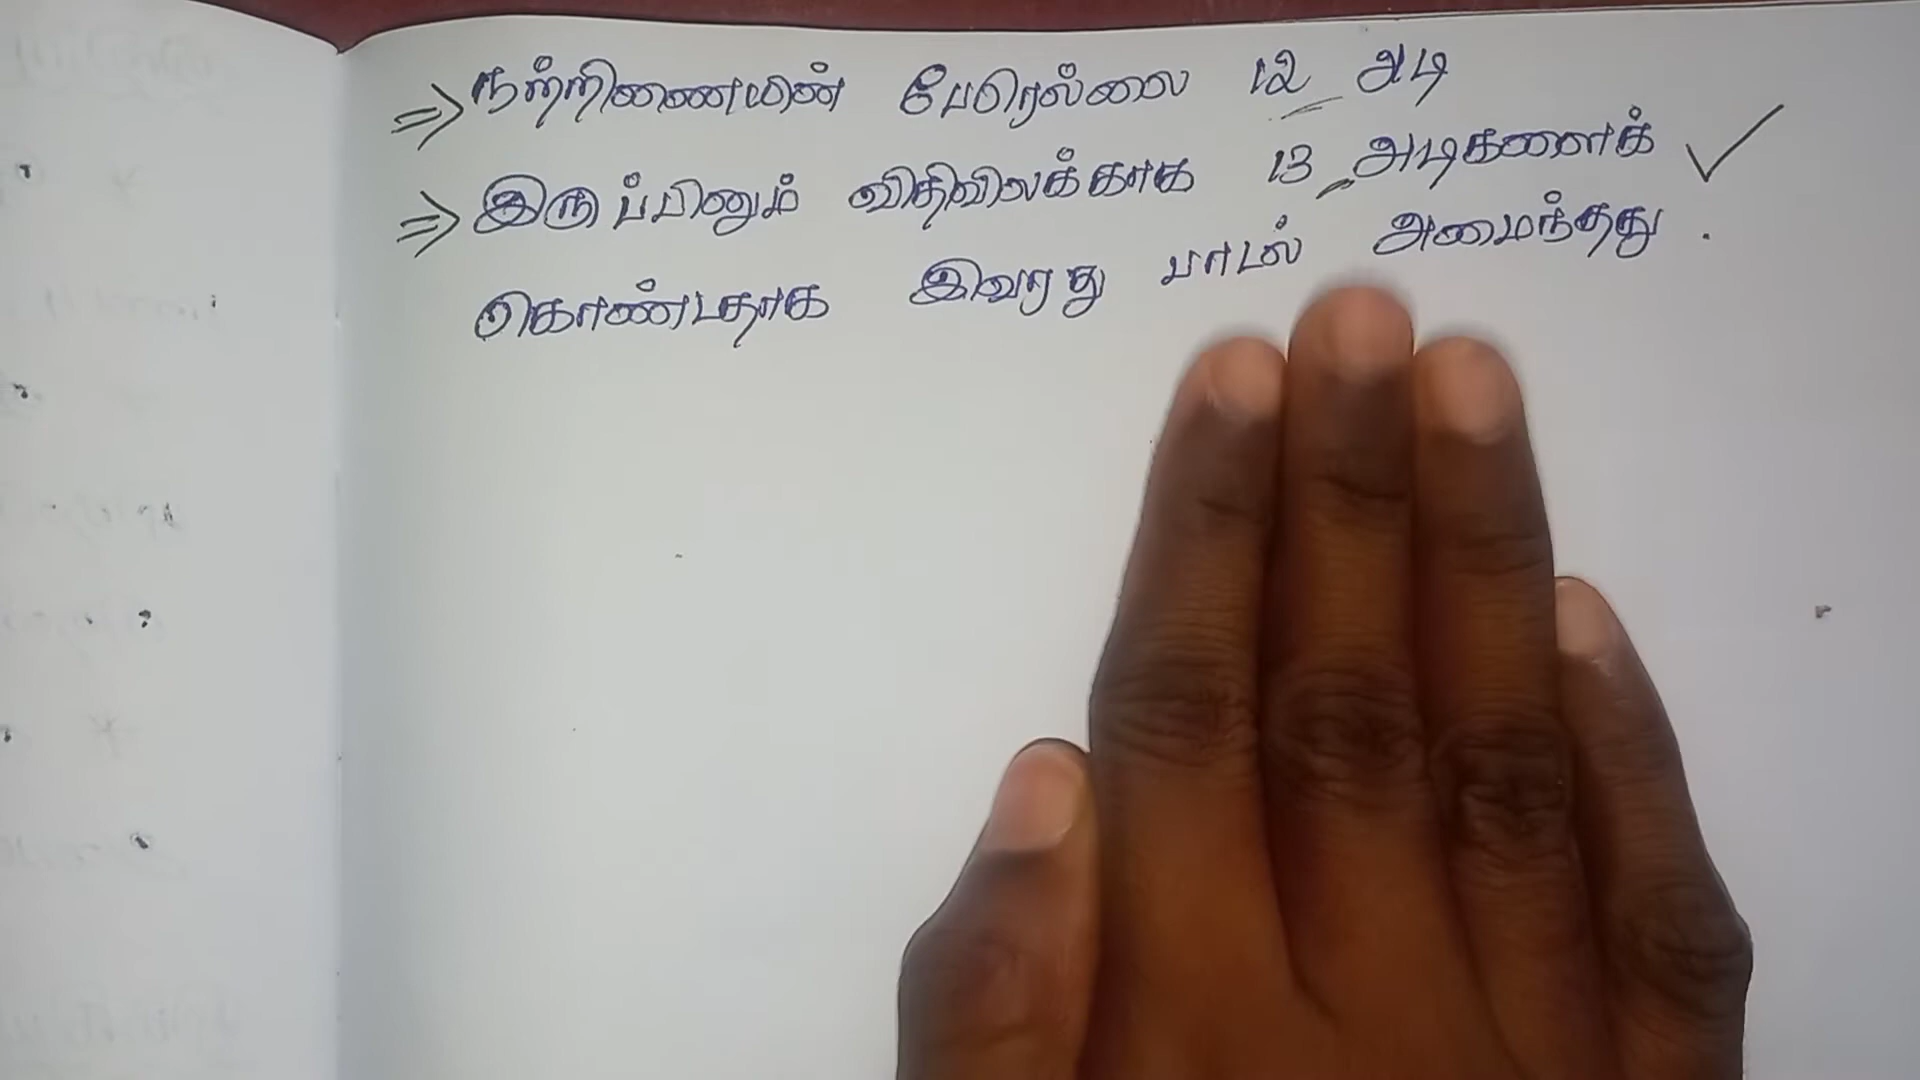 => நற்றிணையின் பேரெல்லை 12 அடி
=> இருப்பினும் விதிவிலக்காக 13 அடிகளைக்
கொண்டதாக இவரது பாடல் அமைந்தது .